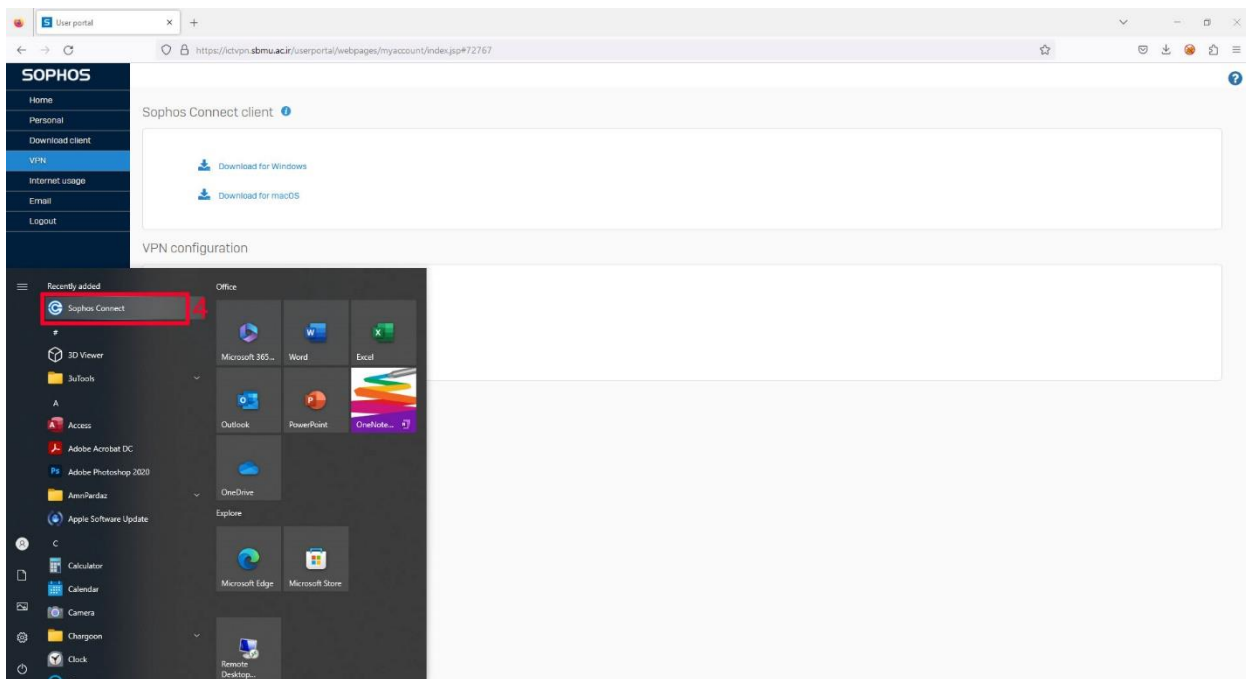 User portal
https://ictvpn.sbmu.ac.ir/userportal/webpages/myaccount/index.jsp#72767
SOPHOS
Home
Personal
Download client
VPN
Internet usage
Email
Logout
Sophos Connect client
Download for Windows
Download for macOS
VPN configuration
Recently added
Sophos Connect
4
#
3D Viewer
3uTools
A
Access
Adobe Acrobat DC
Adobe Photoshop 2020
AmnPardaz
Apple Software Update
C
Calculator
Calendar
Camera
Chargoon
Clock
Office
Microsoft 365...
Word
Excel
Outlook
PowerPoint
OneNote...
OneDrive
Explore
Microsoft Edge
Microsoft Store
Remote
Desktop...